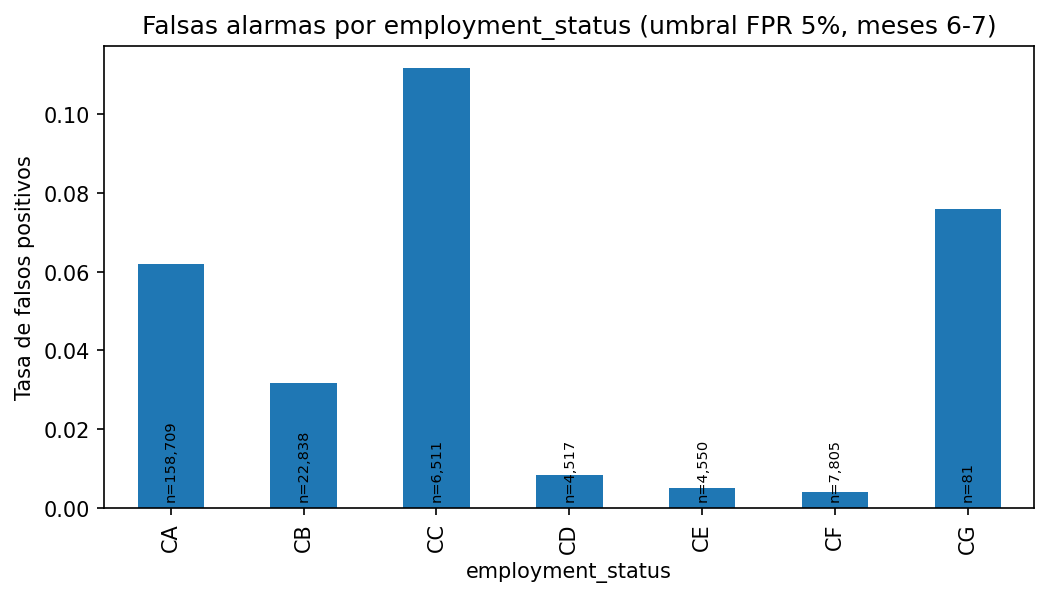 Falsas alarmas por employment_status (umbral FPR 5%, meses 6-7)
Tasa de falsos positivos
0.10
0.08
0.06
0.04
0.02
0.00
n=158,709
n=22,838
n=6,511
n=4,517
n=4,550
n=7,805
n=81
CA
CB
CC
CD
CE
CF
CG
employment_status